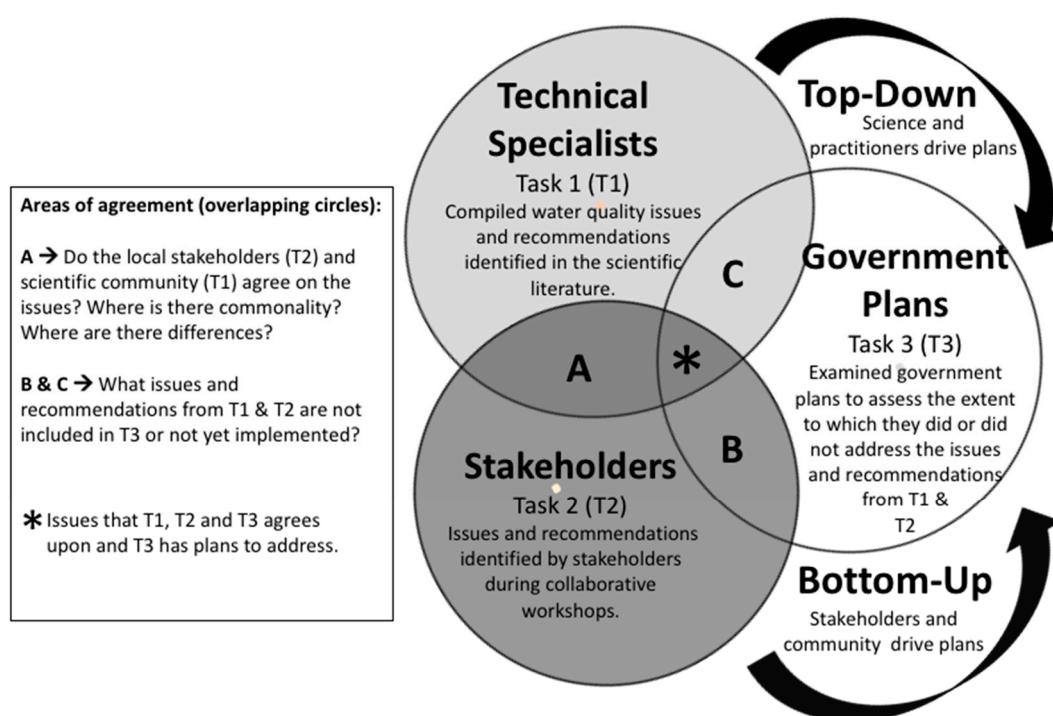 Areas of agreement (overlapping circles):
A → Do the local stakeholders (T2) and
scientific community (T1) agree on the
issues? Where is there commonality?
Where are there differences?
B & C → What issues and
recommendations from T1 & T2 are not
included in T3 or not yet implemented?
* Issues that T1, T2 and T3 agrees
upon and T3 has plans to address.
Technical
Specialists
Task 1 (T1)
Compiled water quality issues
and recommendations
identified in the scientific
literature.
Top-Down
Science and
practitioners drive plans
C
Government
Plans
Task 3 (T3)
Examined government
plans to assess the extent
to which they did or did
not address the issues
and recommendations
from T1 &
T2
A
*
B
Stakeholders
Task 2 (T2)
Issues and recommendations
identified by stakeholders
during collaborative
workshops.
Bottom-Up
Stakeholders and
community drive plans